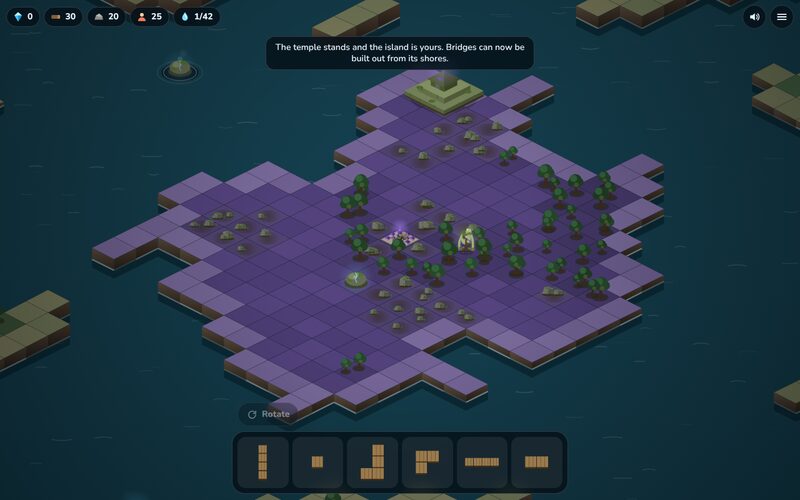 0 30 20 25 1/42
The temple stands and the island is yours. Bridges can now be
built out from its shores.
Rotate